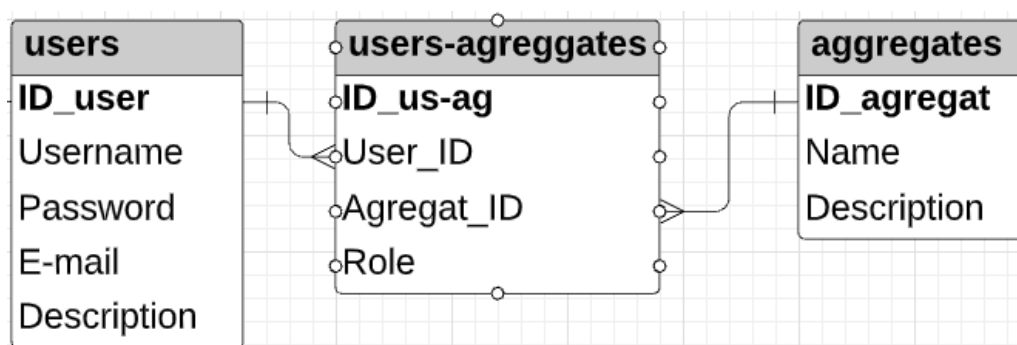 users
ID_user
Username
Password
E-mail
Description
users-agreggates
ID_us-ag
User_ID
Agregat_ID
Role
aggregates
ID_agregat
Name
Description